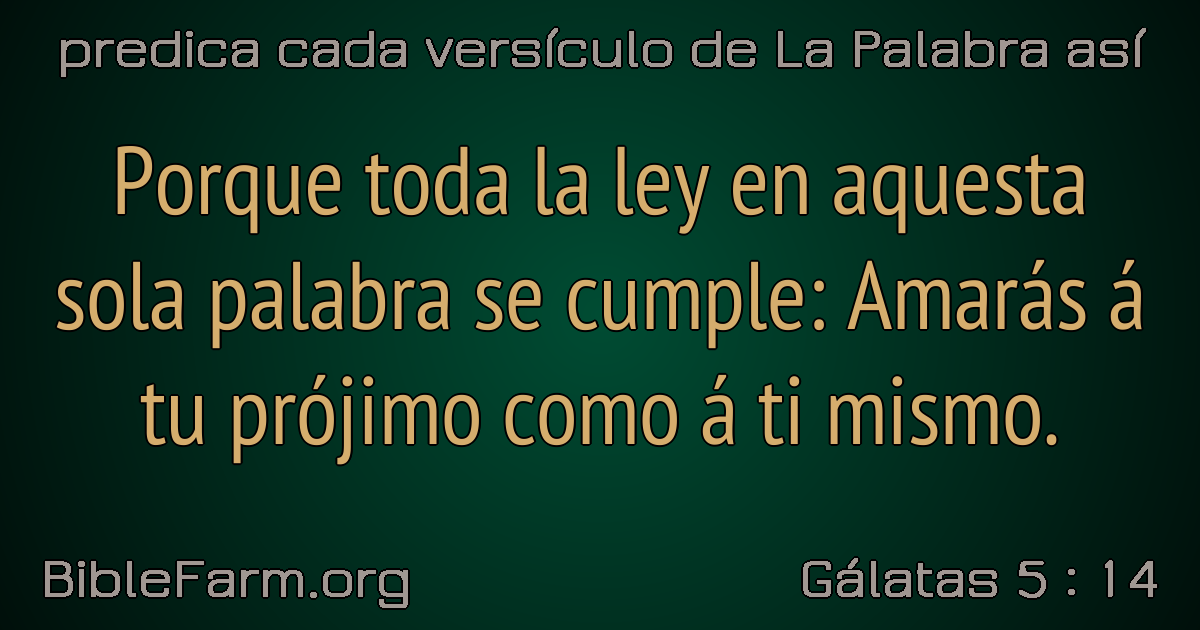 predica cada versículo de La Palabra así
Porque toda la ley en aquesta
sola palabra se cumple: Amarás á
tu prójimo como á ti mismo.
BibleFarm.org
Gálatas 5 : 14